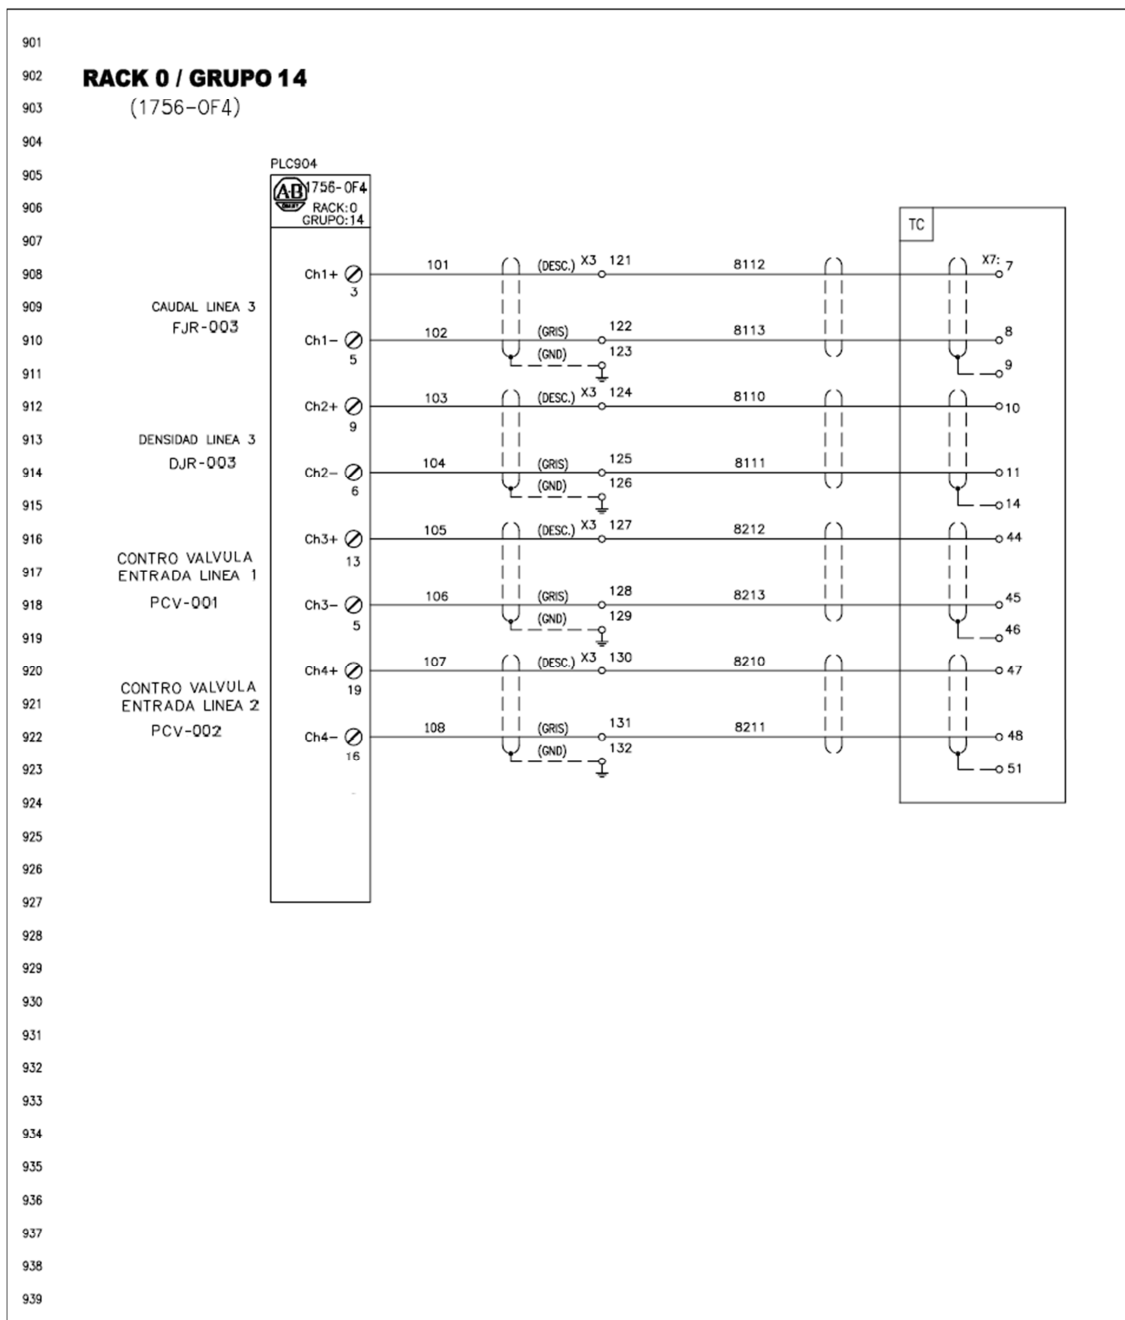 901
902 RACK 0 / GRUPO 14
903 (1756-OF4)
904
PLC904
905
A-B 1756-OF4
906 RACK:0
GRUPO:14
TC
907
101 (DESC.) X3 121 8112 X7: 7
908 Ch1+
3
909 CAUDAL LINEA 3
FJR-003
102 (GRIS) 122 8113 8
910 Ch1-
5 (GND) 123 9
911
103 (DESC.) X3 124 8110
912 Ch2+ 10
9
913 DENSIDAD LINEA 3
DJR-003
104 (GRIS) 125 8111
914 Ch2- 11
6 (GND) 126
915 14
105 (DESC.) X3 127 8212
916 Ch3+ 44
13
CONTRO VALVULA
917 ENTRADA LINEA 1
106 (GRIS) 128 8213 45
918 PCV-001 Ch3-
5 (GND) 129
919 46
107 (DESC.) X3 130 8210
920 Ch4+ 47
19
CONTRO VALVULA
921 ENTRADA LINEA 2
108 (GRIS) 131 8211
922 PCV-002 Ch4- 48
16 (GND) 132
923 51
924
925
926
927
928
929
930
931
932
933
934
935
936
937
938
939